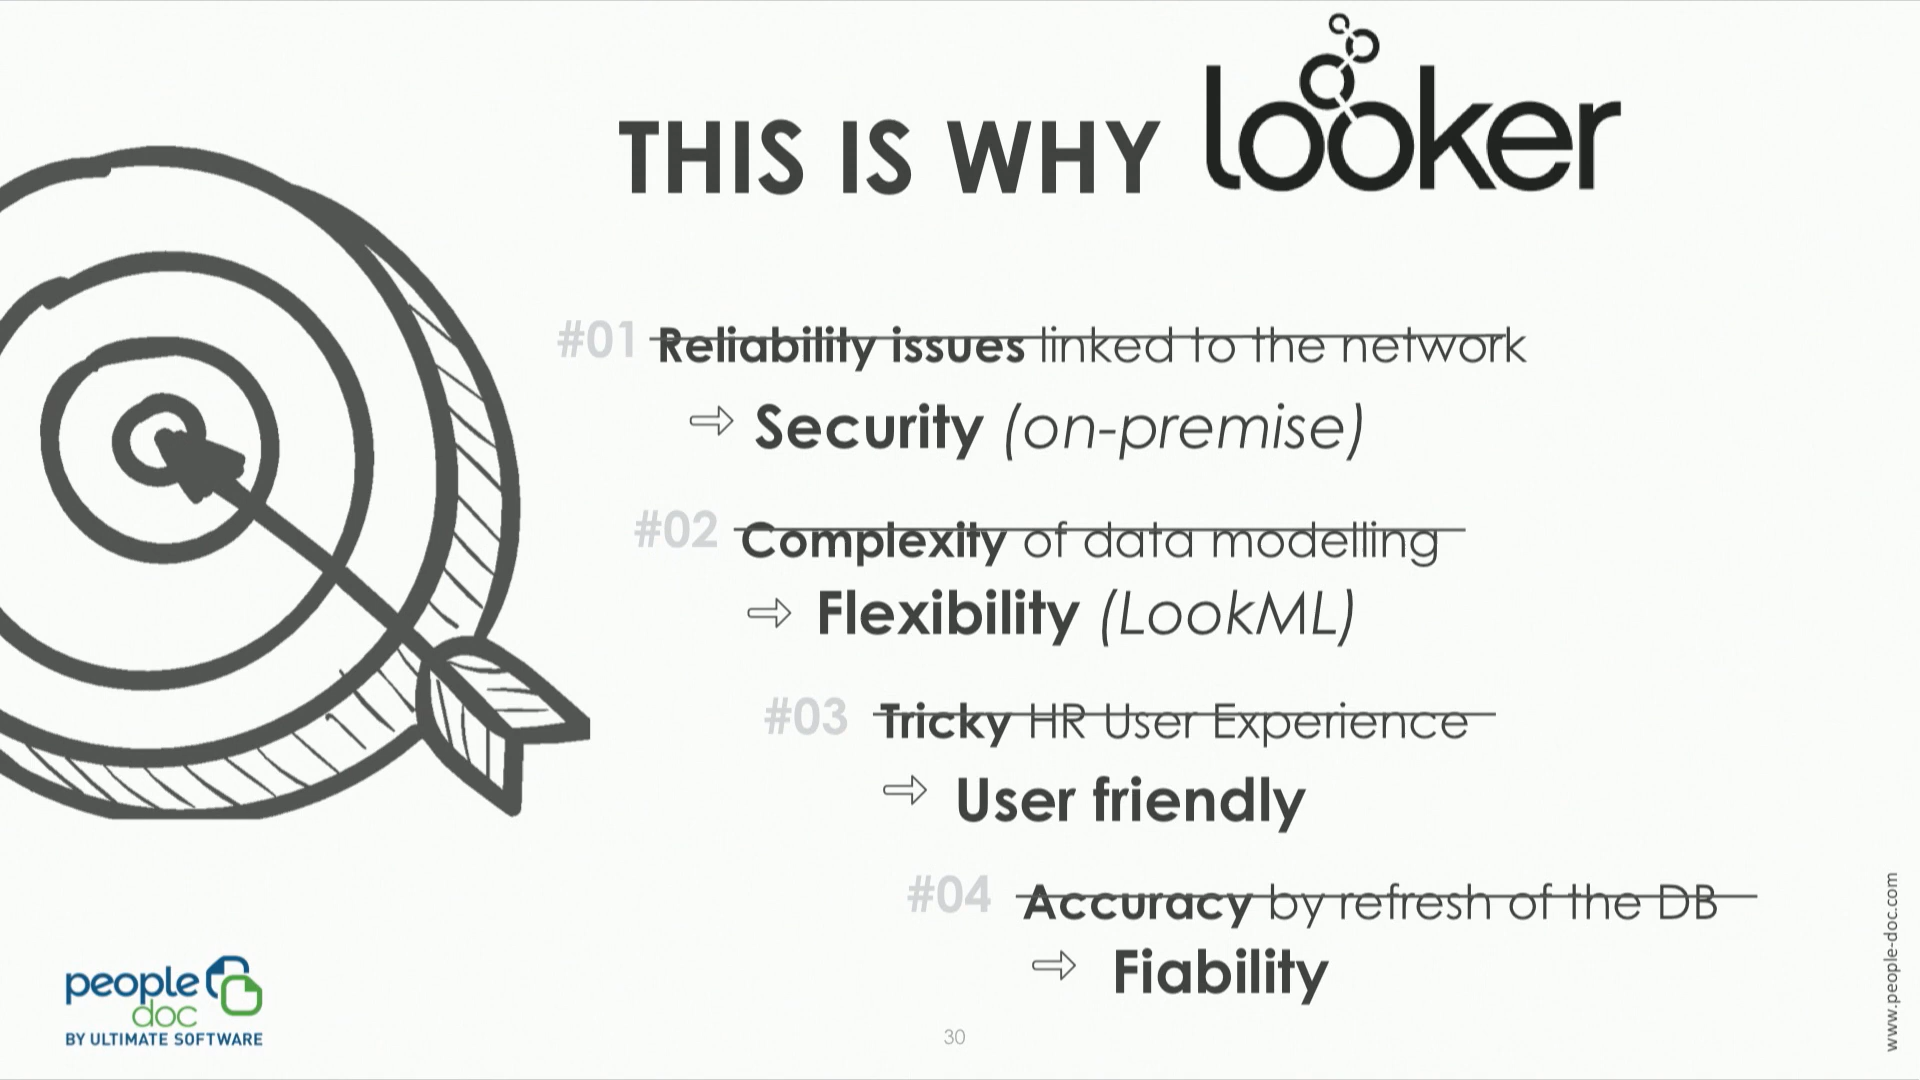 THIS IS WHY looker
#01 Reliability issues linked to the network
⇨ Security (on-premise)
#02 Complexity of data modelling
⇨ Flexibility (LookML)
#03 Tricky HR User Experience
⇨ User friendly
#04 Accuracy by refresh of the DB
⇨ Fiability
people
doc
BY ULTIMATE SOFTWARE
30
www.people-doc.com